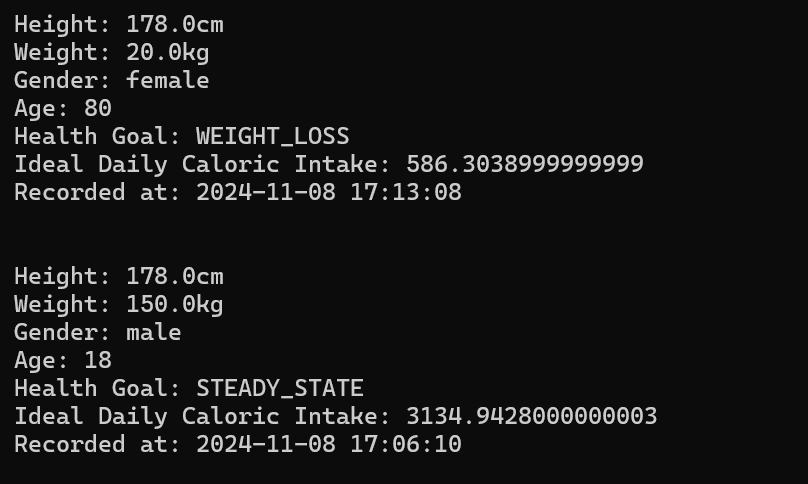 Height: 178.0cm
Weight: 20.0kg
Gender: female
Age: 80
Health Goal: WEIGHT_LOSS
Ideal Daily Caloric Intake: 586.3038999999999
Recorded at: 2024-11-08 17:13:08
Height: 178.0cm
Weight: 150.0kg
Gender: male
Age: 18
Health Goal: STEADY_STATE
Ideal Daily Caloric Intake: 3134.9428000000003
Recorded at: 2024-11-08 17:06:10